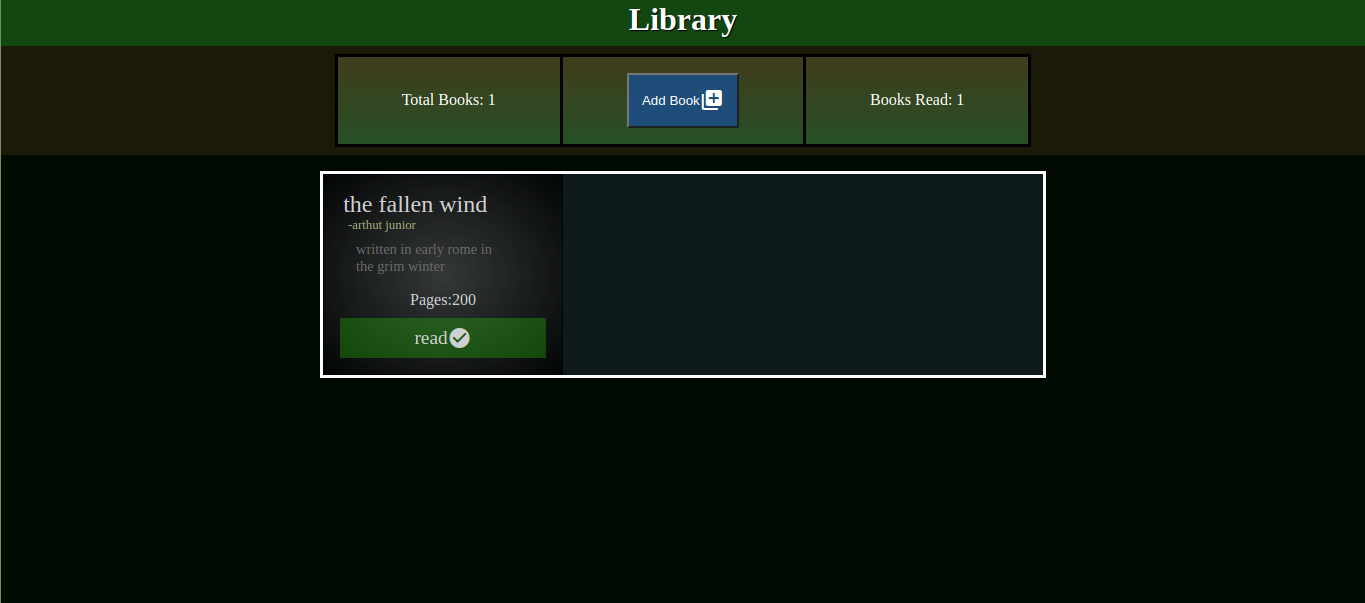 Library
Total Books: 1
Add Book
Books Read: 1
the fallen wind
-arthut junior
written in early rome in
the grim winter
Pages:200
read